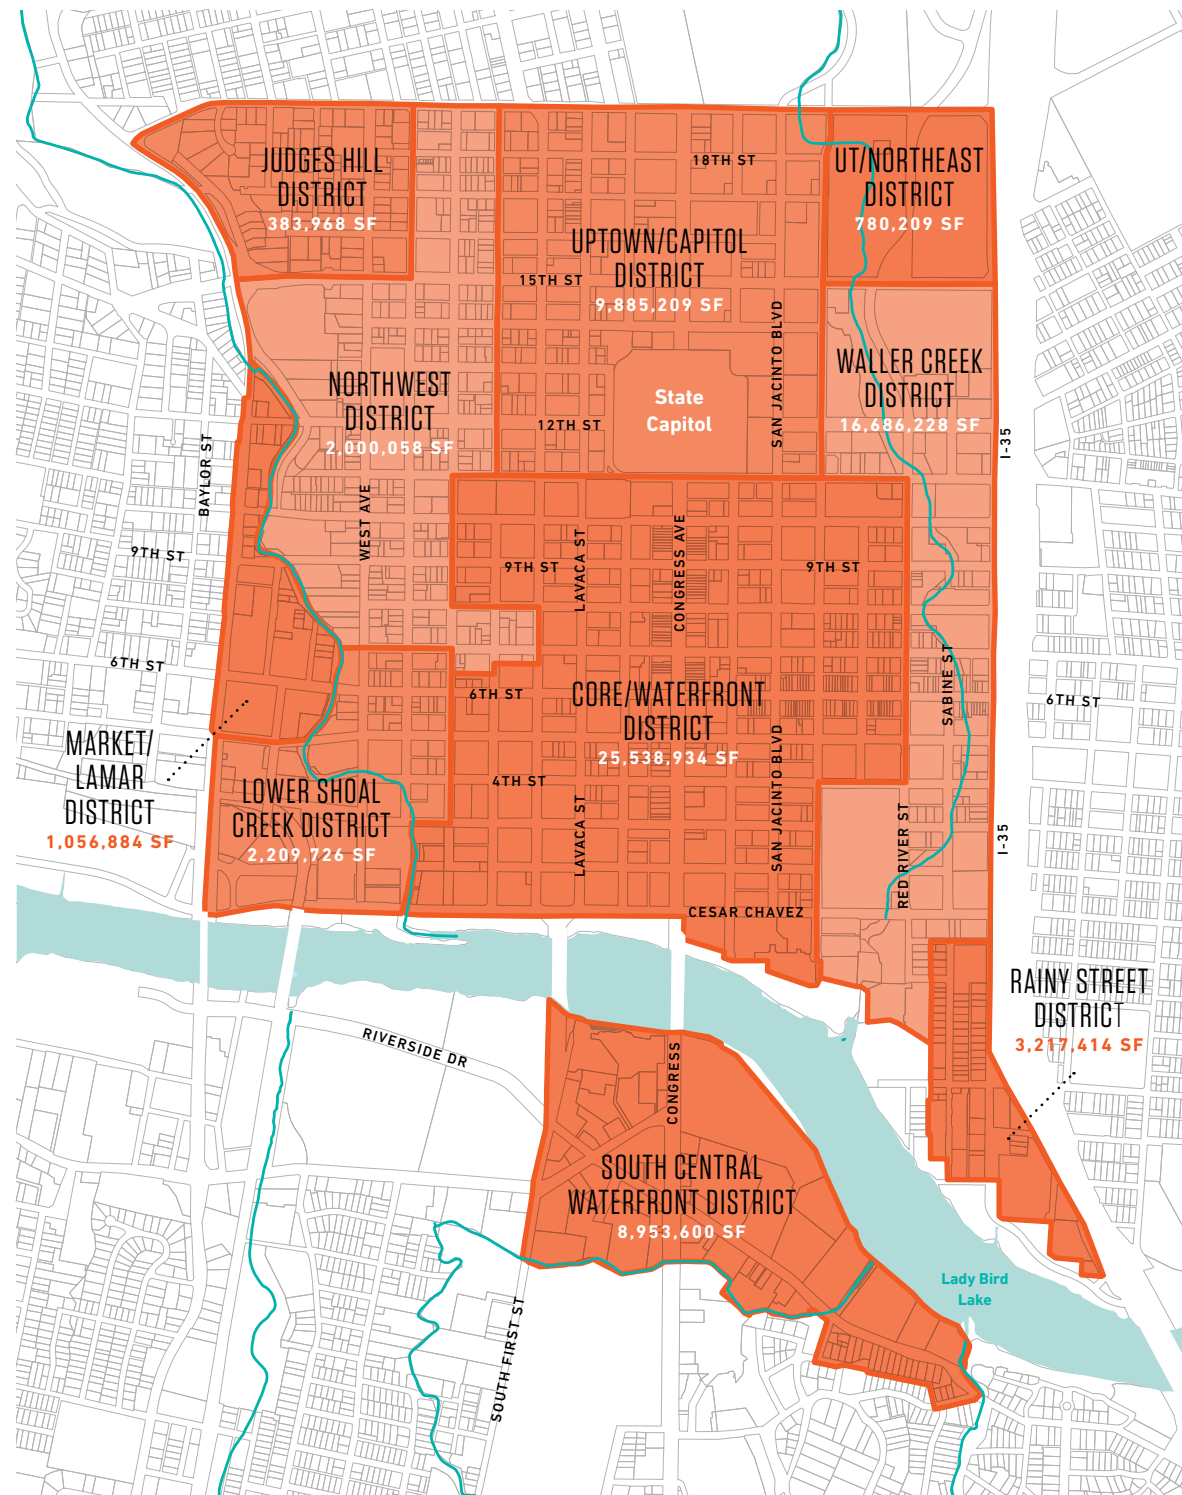 JUDGES HILL
DISTRICT
383,968 SF
18TH ST
UT/NORTHEAST
DISTRICT
780,209 SF
UPTOWN/CAPITOL
DISTRICT
9,885,209 SF
15TH ST
SAN JACINTO BLVD
WALLER CREEK
DISTRICT
16,686,228 SF
NORTHWEST
DISTRICT
2,000,058 SF
State
Capitol
12TH ST
I-35
BAYLOR ST
WEST AVE
9TH ST
9TH ST
LAVACA ST
CONGRESS AVE
9TH ST
6TH ST
6TH ST
CORE/WATERFRONT
DISTRICT
25,538,934 SF
SABINE ST
6TH ST
MARKET/
LAMAR
DISTRICT
1,056,884 SF
4TH ST
SAN JACINTO BLVD
LOWER SHOAL
CREEK DISTRICT
2,209,726 SF
LAVACA ST
RED RIVER ST
I-35
CESAR CHAVEZ
RAINY STREET
DISTRICT
3,217,414 SF
RIVERSIDE DR
CONGRESS
SOUTH CENTRAL
WATERFRONT DISTRICT
8,953,600 SF
Lady Bird
Lake
SOUTH FIRST ST